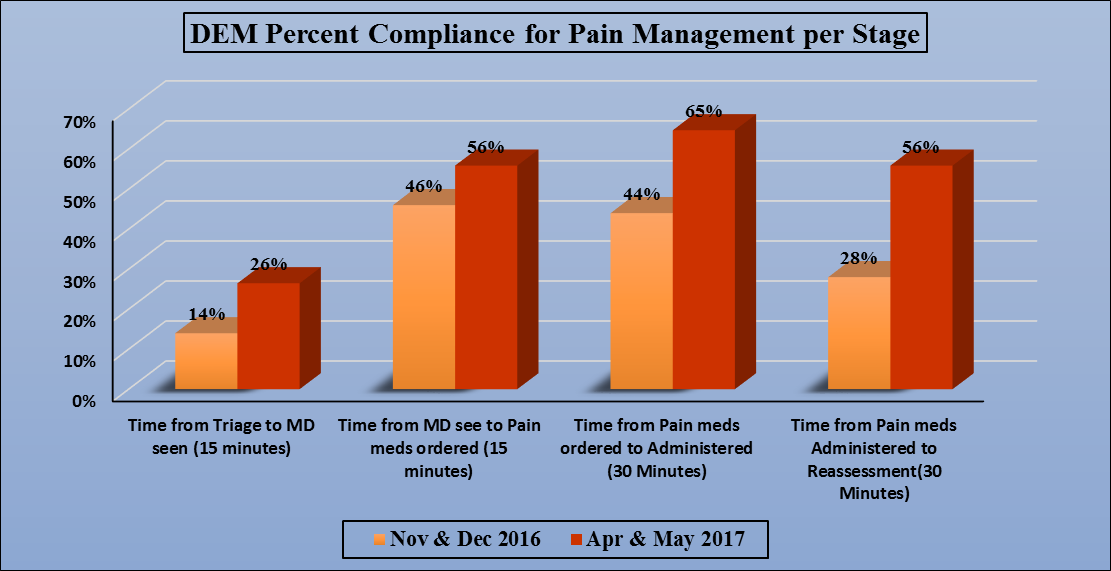 DEM Percent Compliance for Pain Management per Stage
70%
60%
50%
40%
30%
20%
10%
0%
14%
26%
46%
56%
44%
65%
28%
56%
Time from Triage to MD
seen (15 minutes)
Time from MD see to Pain
meds ordered (15
minutes)
Time from Pain meds
ordered to Administered
(30 Minutes)
Time from Pain meds
Administered to
Reassessment(30
Minutes)
Nov & Dec 2016
Apr & May 2017